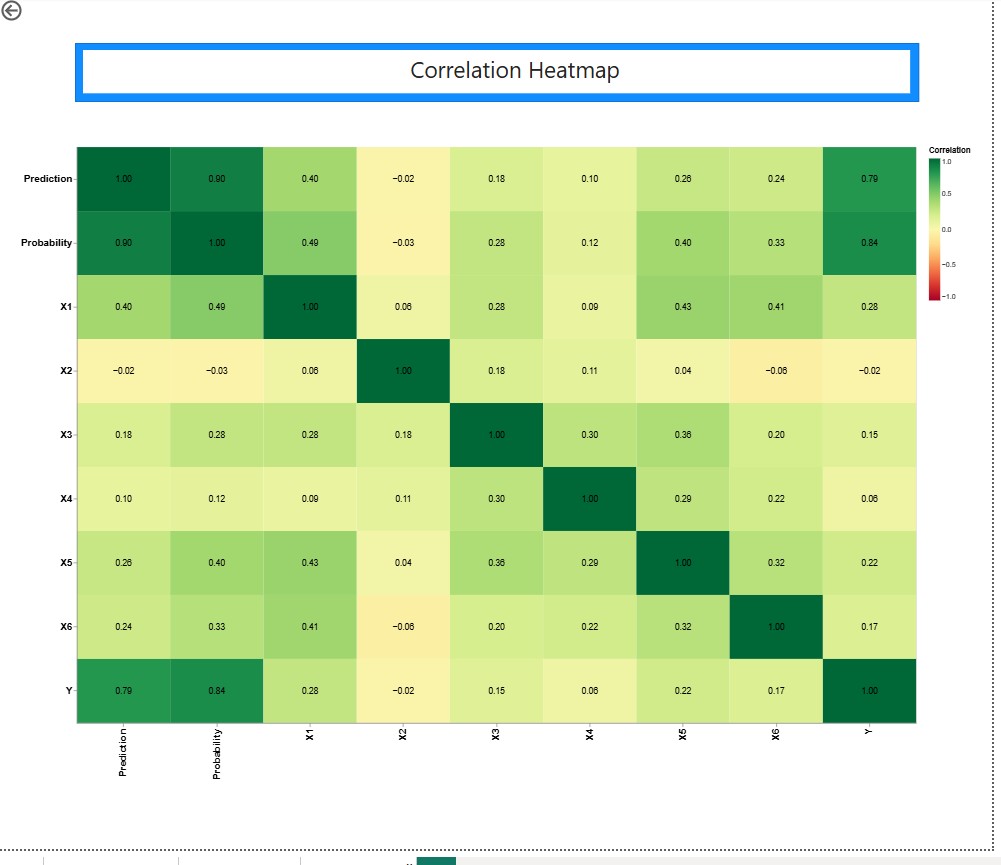 Correlation Heatmap
Correlation
Prediction 1.00 0.90 0.40 −0.02 0.18 0.10 0.26 0.24 0.79
1.0
0.5
Probability 0.90 1.00 0.49 −0.03 0.28 0.12 0.40 0.33 0.84
0.0
−0.5
−1.0
X1 0.40 0.49 1.00 0.06 0.28 0.09 0.43 0.41 0.28
X2 −0.02 −0.03 0.06 1.00 0.18 0.11 0.04 −0.06 −0.02
X3 0.18 0.28 0.28 0.18 1.00 0.30 0.36 0.20 0.15
X4 0.10 0.12 0.09 0.11 0.30 1.00 0.29 0.22 0.06
X5 0.26 0.40 0.43 0.04 0.36 0.29 1.00 0.32 0.22
X6 0.24 0.33 0.41 −0.06 0.20 0.22 0.32 1.00 0.17
Y 0.79 0.84 0.28 −0.02 0.15 0.06 0.22 0.17 1.00
Prediction Probability X1 X2 X3 X4 X5 X6 Y